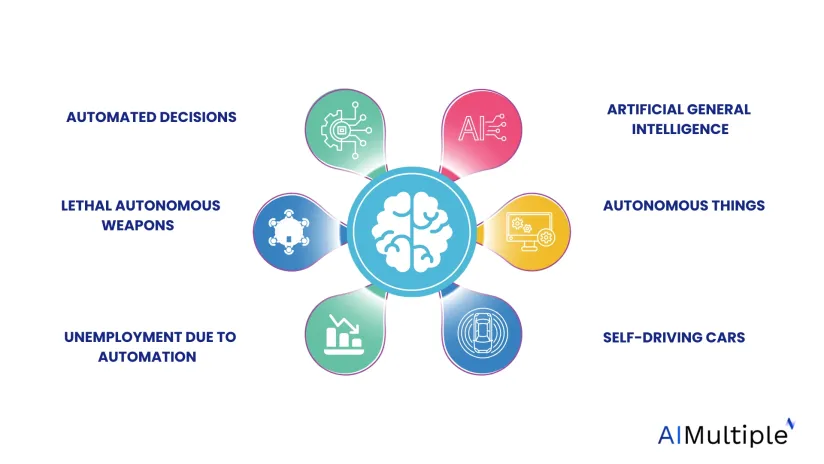 AUTOMATED DECISIONS
ARTIFICIAL GENERAL
INTELLIGENCE
LETHAL AUTONOMOUS
WEAPONS
AUTONOMOUS THINGS
UNEMPLOYMENT DUE TO
AUTOMATION
SELF-DRIVING CARS
AI
AIMultiple